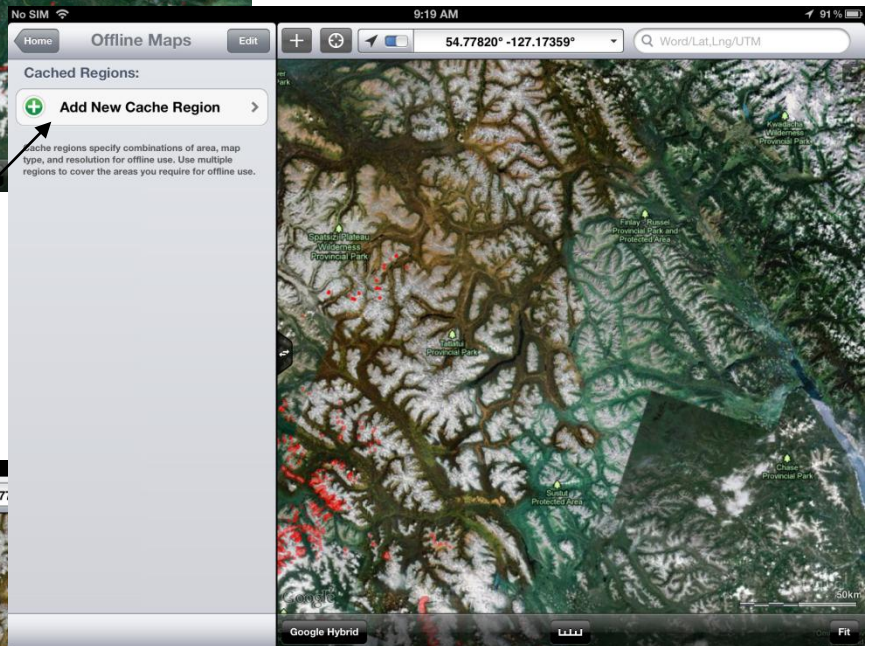 No SIM
9:19 AM
91%
Home
Offline Maps
Edit
54.77820° -127.17359°
Word/Lat,Lng/UTM
Cached Regions:
Add New Cache Region
Cache regions specify combinations of area, map
type, and resolution for offline use. Use multiple
regions to cover the areas you require for offline use.
Kwadacha
Wilderness
Provincial Park
Finlay - Russel
Provincial Park and
Protected Area
Spatsizi Plateau
Wilderness
Provincial Park
Tatlatui
Provincial Park
Chase
Provincial Park
Sustut
Protected Area
Google
50km
Google Hybrid
Fit